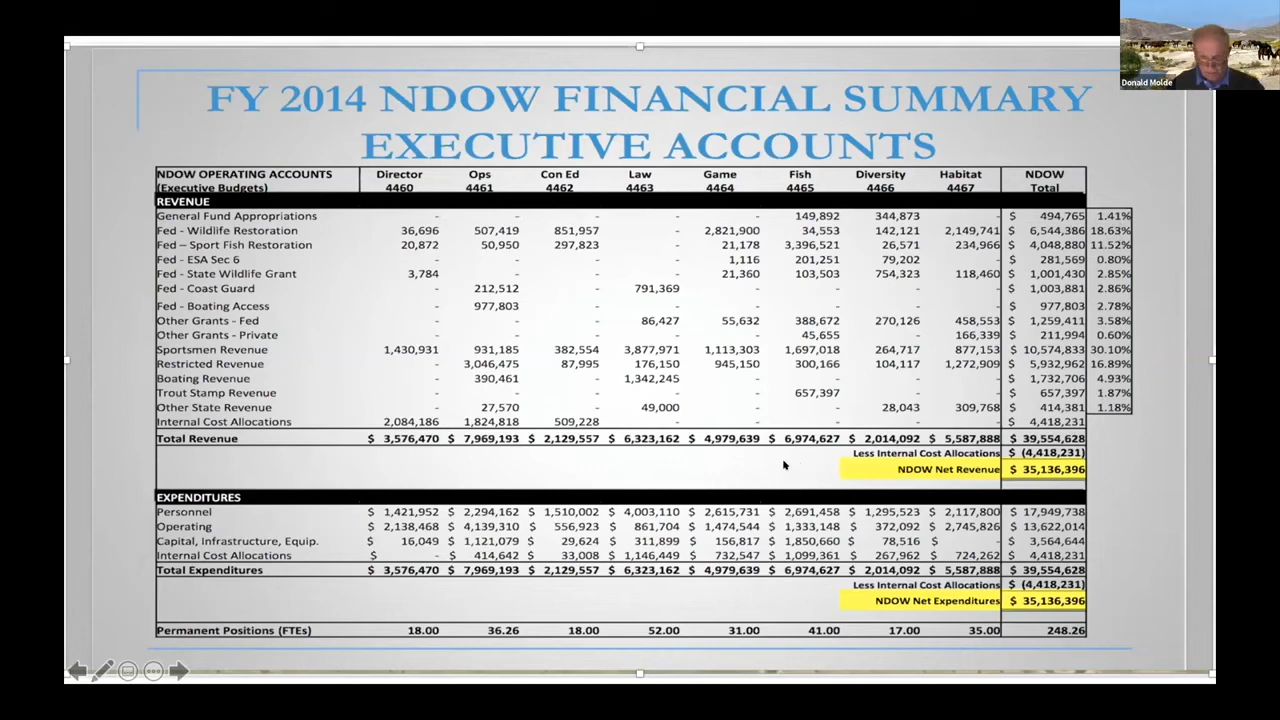 Donald Molde
FY 2014 NDOW FINANCIAL SUMMARY
EXECUTIVE ACCOUNTS
NDOW OPERATING ACCOUNTS Director Ops Con Ed Law Game Fish Diversity Habitat NDOW
(Executive Budgets) 4460 4461 4462 4463 4464 4465 4466 4467 Total
REVENUE
General Fund Appropriations - - - - - 149,892 344,873 - $ 494,765 1.41%
Fed - Wildlife Restoration 36,696 507,419 851,957 - 2,821,900 34,553 142,121 2,149,741 $ 6,544,386 18.63%
Fed – Sport Fish Restoration 20,872 50,950 297,823 - 21,178 3,396,521 26,571 234,966 $ 4,048,880 11.52%
Fed - ESA Sec 6 - - - - 1,116 201,251 79,202 - $ 281,569 0.80%
Fed - State Wildlife Grant 3,784 - - - 21,360 103,503 754,323 118,460 $ 1,001,430 2.85%
Fed - Coast Guard - 212,512 - 791,369 - - - - $ 1,003,881 2.86%
Fed - Boating Access - 977,803 - - - - - - $ 977,803 2.78%
Other Grants - Fed - - - 86,427 55,632 388,672 270,126 458,553 $ 1,259,411 3.58%
Other Grants - Private - - - - - 45,655 - 166,339 $ 211,994 0.60%
Sportsmen Revenue 1,430,931 931,185 382,554 3,877,971 1,113,303 1,697,018 264,717 877,153 $ 10,574,833 30.10%
Restricted Revenue - 3,046,475 87,995 176,150 945,150 300,166 104,117 1,272,909 $ 5,932,962 16.89%
Boating Revenue - 390,461 - 1,342,245 - - - - $ 1,732,706 4.93%
Trout Stamp Revenue - - - - - 657,397 - - $ 657,397 1.87%
Other State Revenue - 27,570 - 49,000 - - 28,043 309,768 $ 414,381 1.18%
Internal Cost Allocations 2,084,186 1,824,818 509,228 - - - - - $ 4,418,231
Total Revenue $ 3,576,470 $ 7,969,193 $ 2,129,557 $ 6,323,162 $ 4,979,639 $ 6,974,627 $ 2,014,092 $ 5,587,888 $ 39,554,628
Less Internal Cost Allocations $ (4,418,231)
NDOW Net Revenue $ 35,136,396
EXPENDITURES
Personnel $ 1,421,952 $ 2,294,162 $ 1,510,002 $ 4,003,110 $ 2,615,731 $ 2,691,458 $ 1,295,523 $ 2,117,800 $ 17,949,738
Operating $ 2,138,468 $ 4,139,310 $ 556,923 $ 861,704 $ 1,474,544 $ 1,333,148 $ 372,092 $ 2,745,826 $ 13,622,014
Capital, Infrastructure, Equip. $ 16,049 $ 1,121,079 $ 29,624 $ 311,899 $ 156,817 $ 1,850,660 $ 78,516 $ - $ 3,564,644
Internal Cost Allocations $ - $ 414,642 $ 33,008 $ 1,146,449 $ 732,547 $ 1,099,361 $ 267,962 724,262 $ 4,418,231
Total Expenditures $ 3,576,470 $ 7,969,193 $ 2,129,557 $ 6,323,162 $ 4,979,639 $ 6,974,627 $ 2,014,092 $ 5,587,888 $ 39,554,628
Less Internal Cost Allocations $ (4,418,231)
NDOW Net Expenditures $ 35,136,396
Permanent Positions (FTEs) 18.00 36.26 18.00 52.00 31.00 41.00 17.00 35.00 248.26